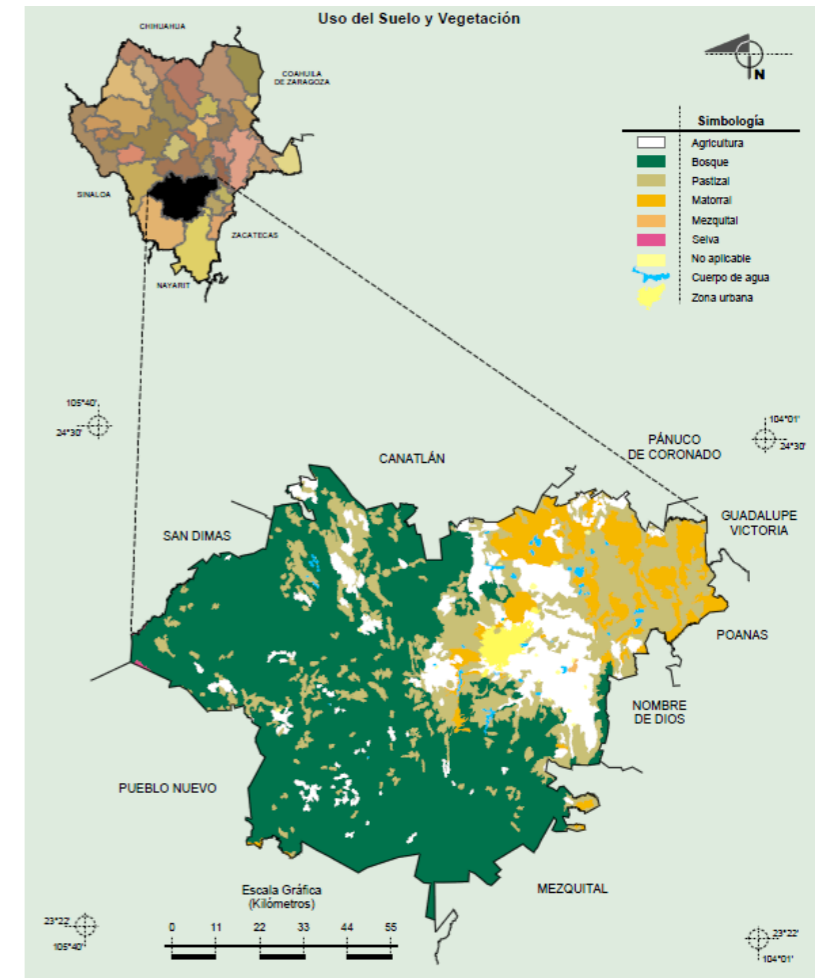 Uso del Suelo y Vegetación
CHIHUAHUA
COAHUILA
DE ZARAGOZA
SINALOA
ZACATECAS
NAYARIT
N
Simbología
Agricultura
Bosque
Pastizal
Matorral
Mezquital
Selva
No aplicable
Cuerpo de agua
Zona urbana
105°40'
24°30'
104°01'
24°30'
CANATLÁN
PÁNUCO
DE CORONADO
SAN DIMAS
GUADALUPE
VICTORIA
POANAS
NOMBRE
DE DIOS
PUEBLO NUEVO
MEZQUITAL
Escala Gráfica
(Kilómetros)
0 11 22 33 44 55
23°22'
105°40'
23°22'
104°01'